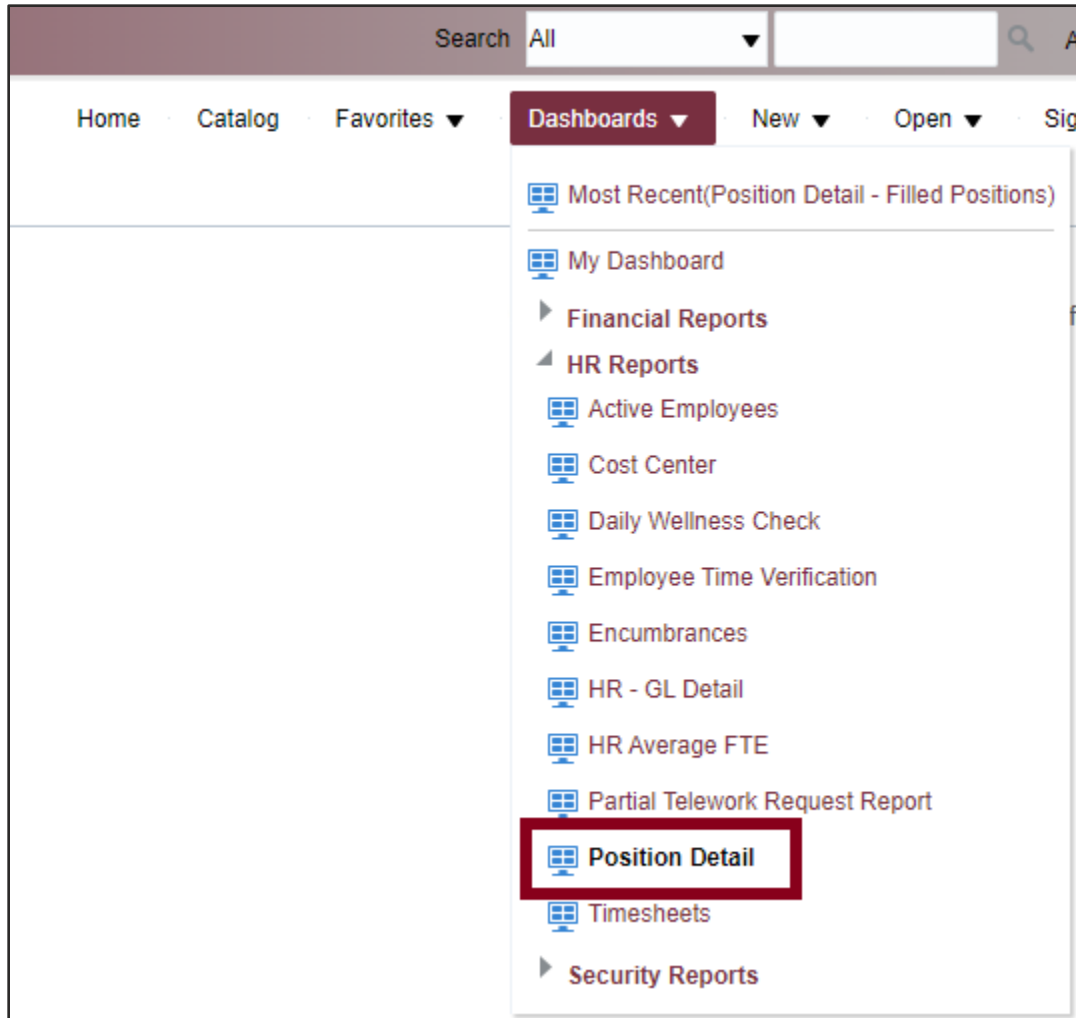 Search All A
Home Catalog Favorites Dashboards New Open Sig
Most Recent(Position Detail - Filled Positions)
My Dashboard
Financial Reports
HR Reports
Active Employees
Cost Center
Daily Wellness Check
Employee Time Verification
Encumbrances
HR - GL Detail
HR Average FTE
Partial Telework Request Report
Position Detail
Timesheets
Security Reports